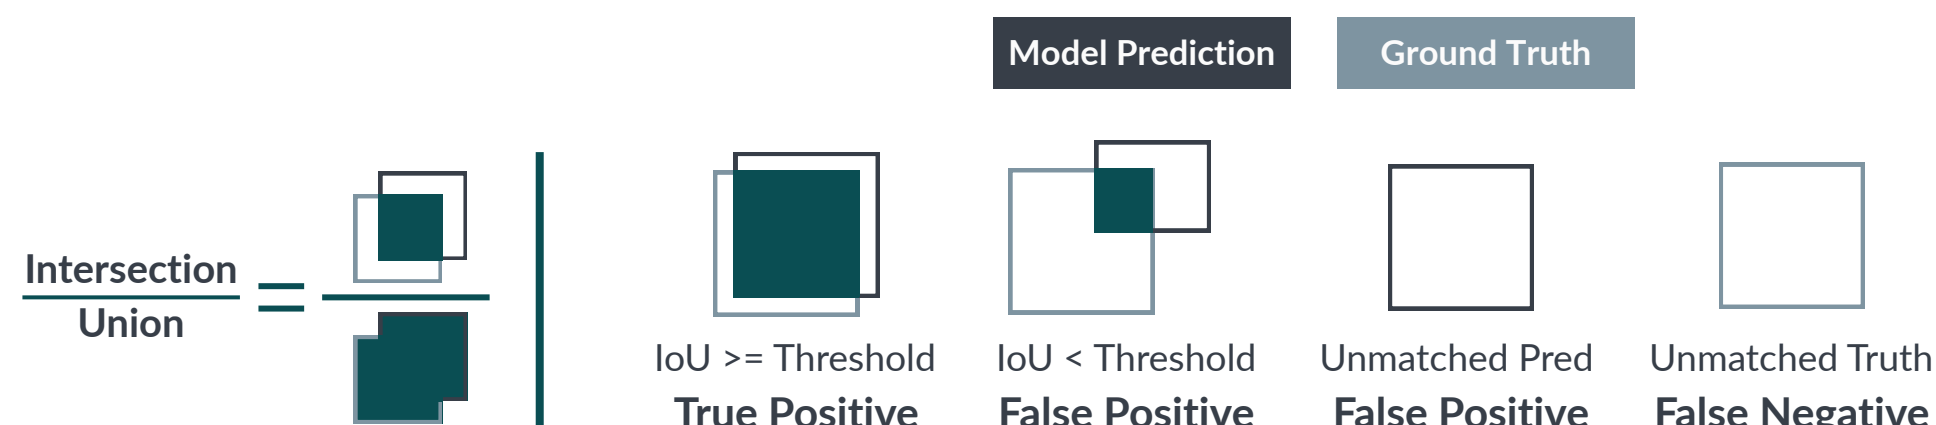 Model Prediction
Ground Truth
Intersection
=
Union
IoU >= Threshold
IoU < Threshold
Unmatched Pred
Unmatched Truth
True Positive
False Positive
False Positive
False Negative